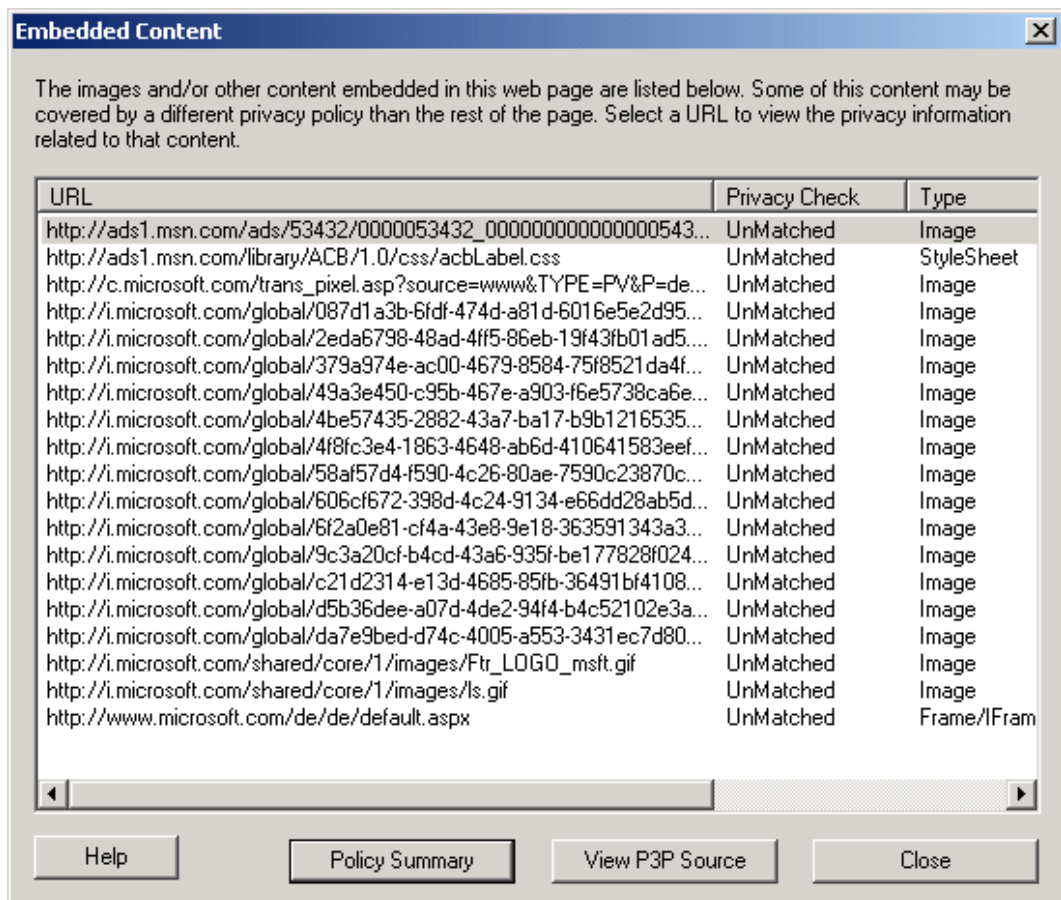 Embedded Content
The images and/or other content embedded in this web page are listed below. Some of this content may be
covered by a different privacy policy than the rest of the page. Select a URL to view the privacy information
related to that content.
URL Privacy Check Type
http://ads1.msn.com/ads/53432/0000053432_000000000000000543... UnMatched Image
http://ads1.msn.com/library/ACB/1.0/css/acbLabel.css UnMatched StyleSheet
http://c.microsoft.com/trans_pixel.asp?source=www&TYPE=PV&P=de... UnMatched Image
http://i.microsoft.com/global/087d1a3b-6fdf-474d-a81d-6016e5e2d95... UnMatched Image
http://i.microsoft.com/global/2eda6798-48ad-4ff5-86eb-19f43fb01ad5.... UnMatched Image
http://i.microsoft.com/global/379a974e-ac00-4679-8584-75f8521da4f... UnMatched Image
http://i.microsoft.com/global/49a3e450-c95b-467e-a903-f6e5738ca6e... UnMatched Image
http://i.microsoft.com/global/4be57435-2882-43a7-ba17-b9b1216535... UnMatched Image
http://i.microsoft.com/global/4f8fc3e4-1863-4648-ab6d-410641583eef... UnMatched Image
http://i.microsoft.com/global/58af57d4-f590-4c26-80ae-7590c23870c... UnMatched Image
http://i.microsoft.com/global/606cf672-398d-4c24-9134-e66dd28ab5d... UnMatched Image
http://i.microsoft.com/global/6f2a0e81-cf4a-43e8-9e18-363591343a3... UnMatched Image
http://i.microsoft.com/global/9c3a20cf-b4cd-43a6-935f-be177828f024... UnMatched Image
http://i.microsoft.com/global/c21d2314-e13d-4685-85fb-36491bf4108... UnMatched Image
http://i.microsoft.com/global/d5b36dee-a07d-4de2-94f4-b4c52102e3a... UnMatched Image
http://i.microsoft.com/global/da7e9bed-d74c-4005-a553-3431ec7d80... UnMatched Image
http://i.microsoft.com/shared/core/1/images/Ftr_LOGO_msft.gif UnMatched Image
http://i.microsoft.com/shared/core/1/images/ls.gif UnMatched Image
http://www.microsoft.com/de/de/default.aspx UnMatched Frame/IFram
Help Policy Summary View P3P Source Close